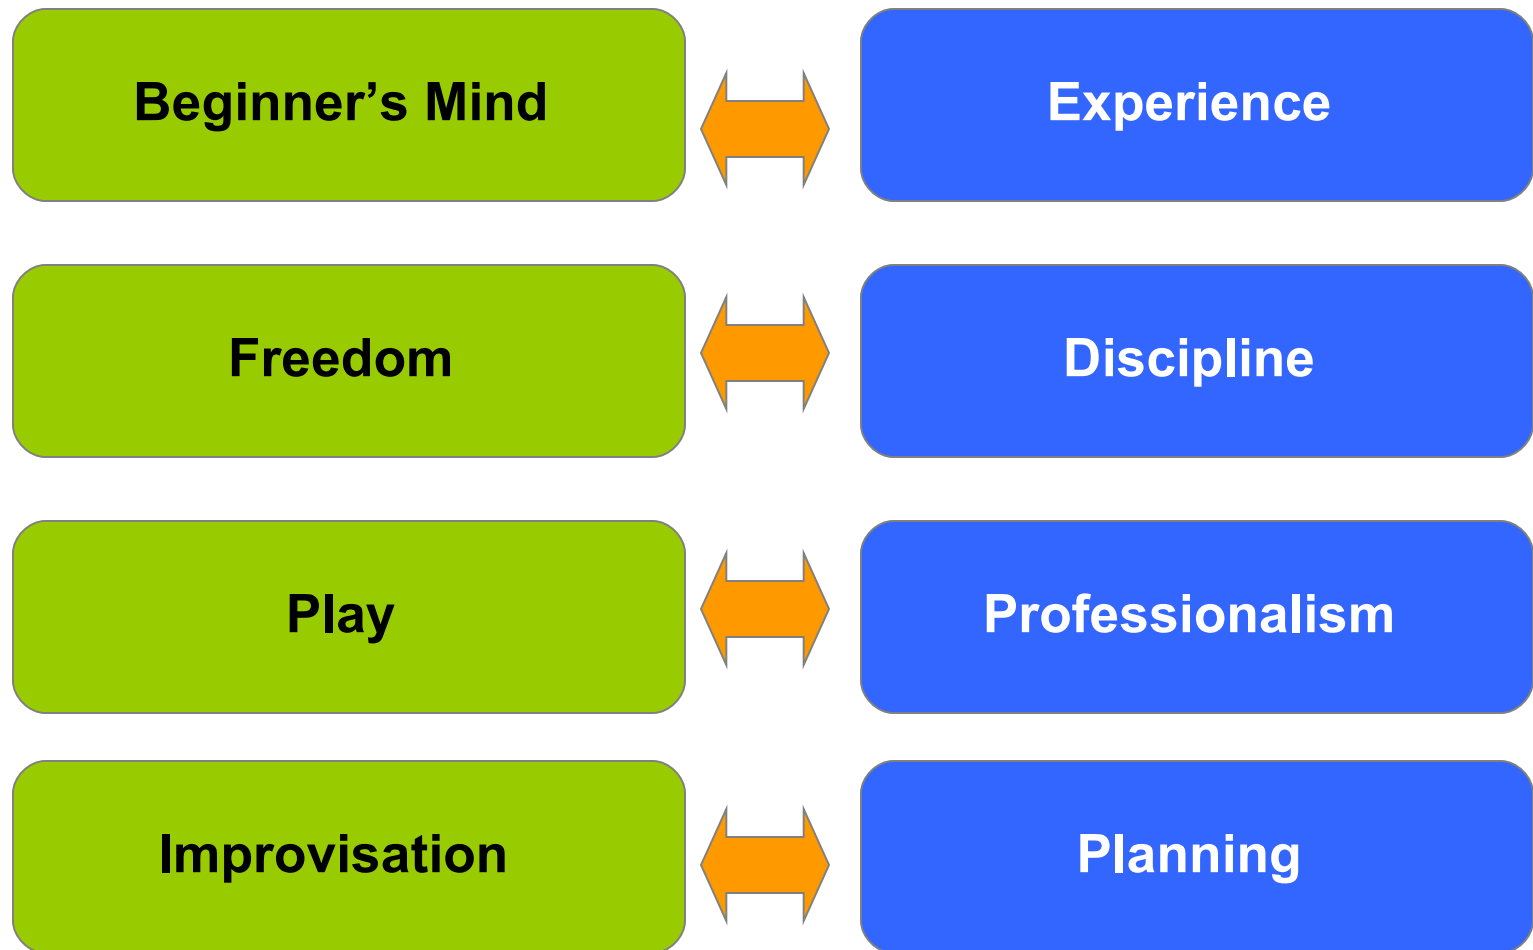 Beginner’s Mind
Experience
Freedom
Discipline
Play
Professionalism
Improvisation
Planning